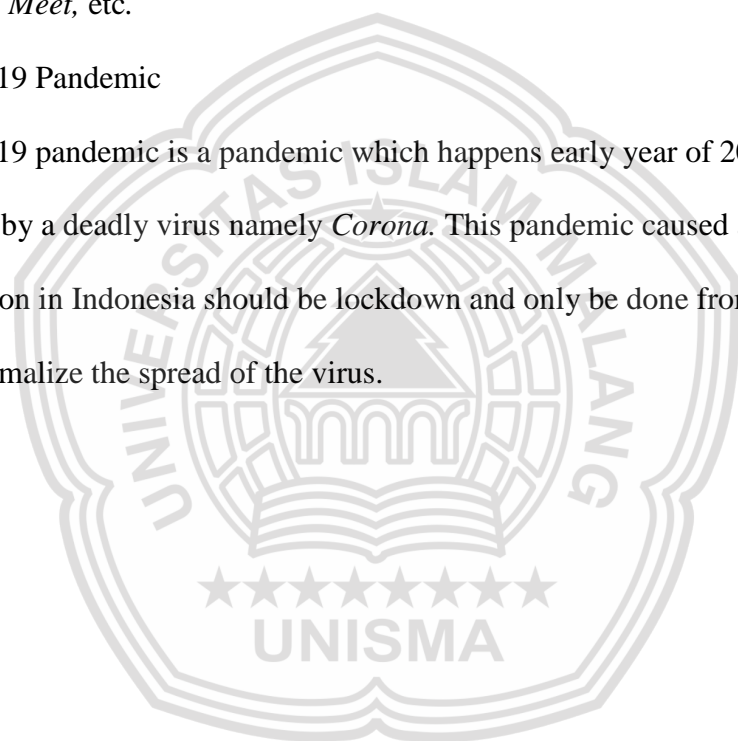 Meet, etc.
19 Pandemic
19 pandemic is a pandemic which happens early year of 20
by a deadly virus namely Corona. This pandemic caused
on in Indonesia should be lockdown and only be done from
malize the spread of the virus.
UNIVERSITAS ISLAM MALANG
UNISMA